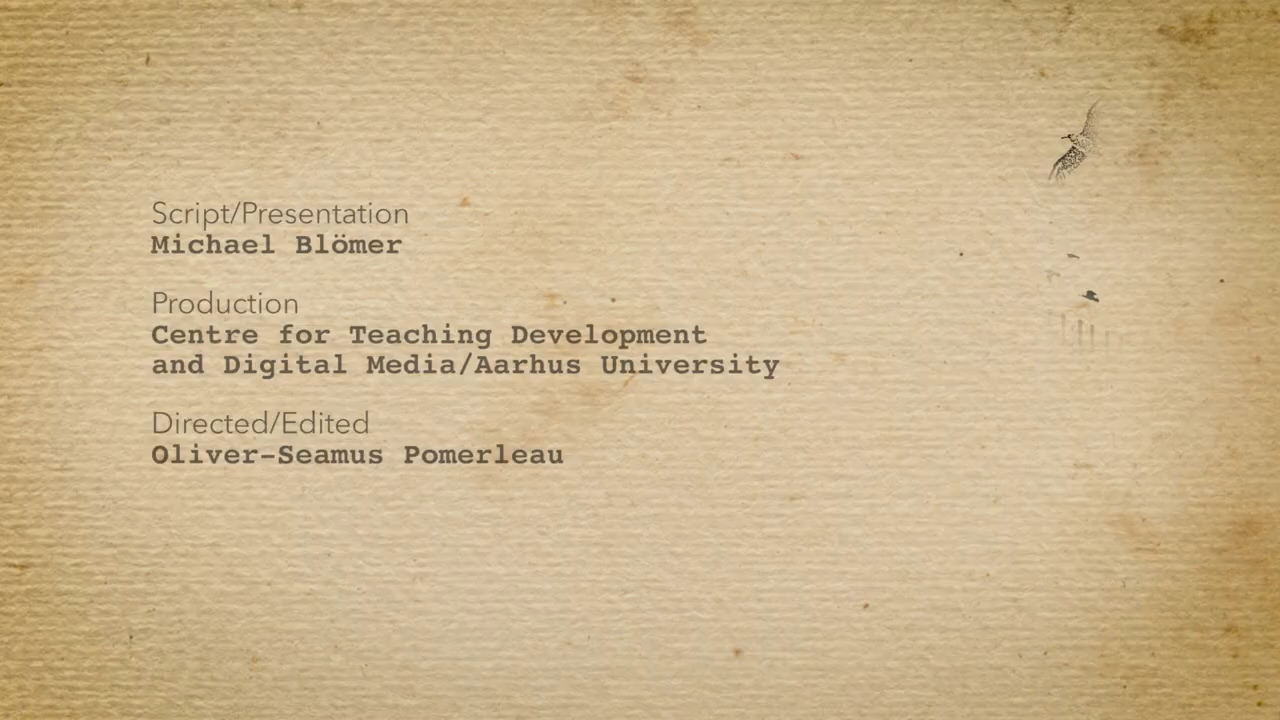 Script/Presentation
Michael Blömer
Production
Centre for Teaching Development
and Digital Media/Aarhus University
Directed/Edited
Oliver-Seamus Pomerleau